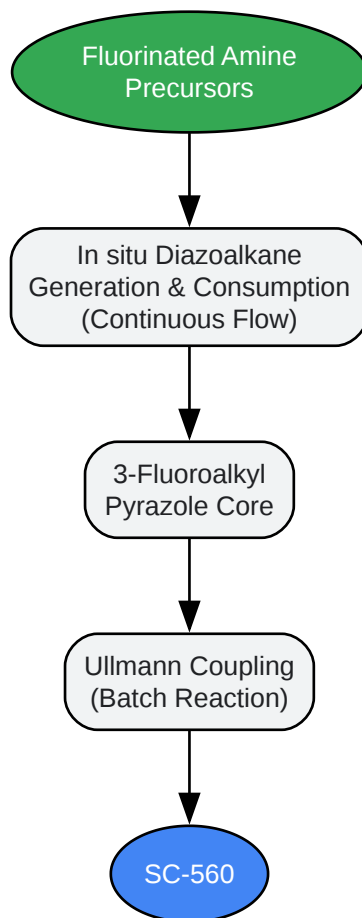 Fluorinated Amine
Precursors
In situ Diazoalkane
Generation & Consumption
(Continuous Flow)
3-Fluoroalkyl
Pyrazole Core
Ullmann Coupling
(Batch Reaction)
SC-560